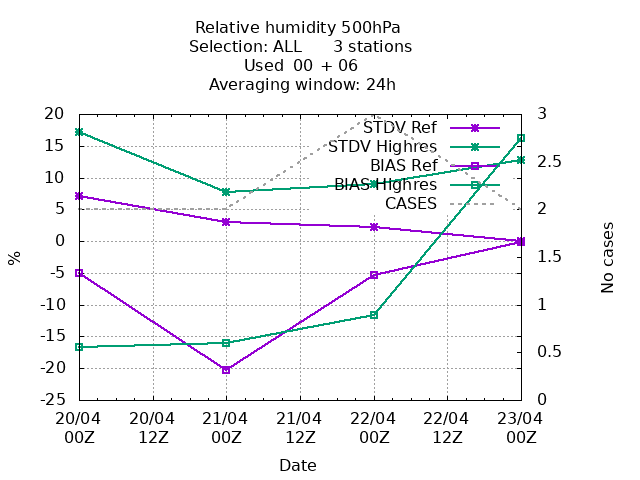 Relative humidity 500hPa
Selection: ALL      3 stations
Used  00 + 06
Averaging window: 24h
STDV Ref
STDV Highres
BIAS Ref
BIAS Highres
CASES
20
15
10
5
0
-5
-10
-15
-20
-25
3
2.5
2
1.5
1
0.5
0
%
No cases
20/04 20/04 21/04 21/04 22/04 22/04 23/04
00Z 12Z 00Z 12Z 00Z 12Z 00Z
Date